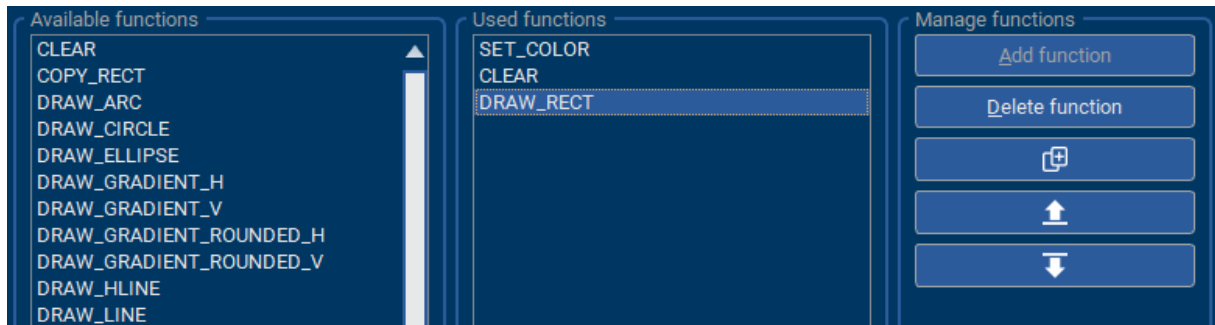 Available functions
CLEAR
COPY_RECT
DRAW_ARC
DRAW_CIRCLE
DRAW_ELLIPSE
DRAW_GRADIENT_H
DRAW_GRADIENT_V
DRAW_GRADIENT_ROUNDED_H
DRAW_GRADIENT_ROUNDED_V
DRAW_HLINE
DRAW_LINE
Used functions
SET_COLOR
CLEAR
DRAW_RECT
Manage functions
Add function
Delete function